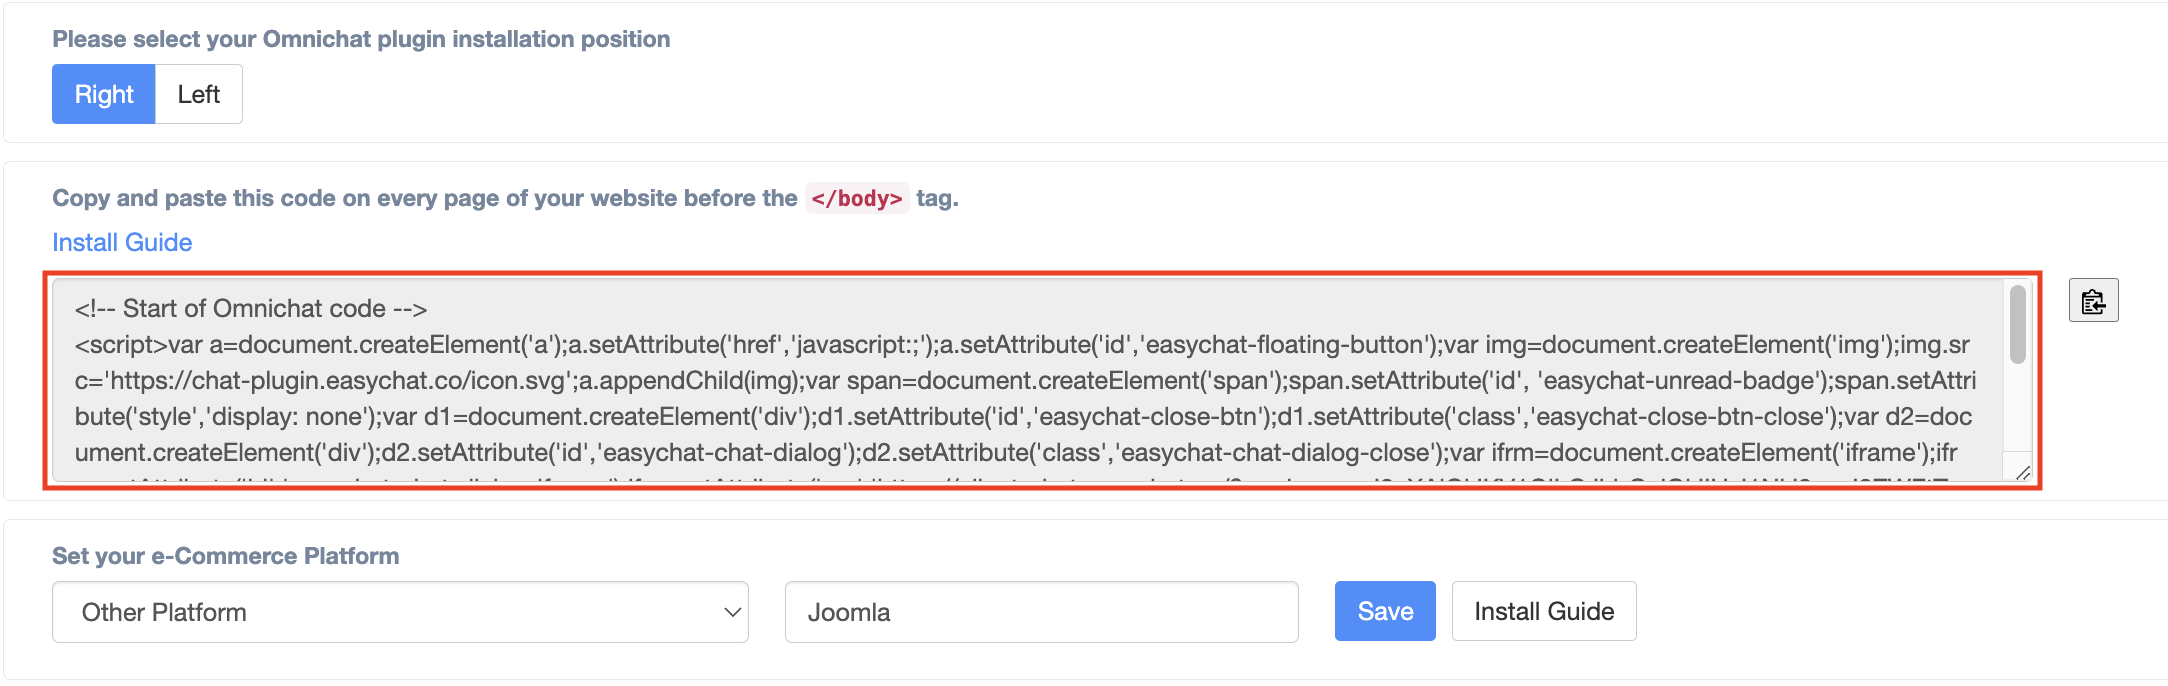 Please select your Omnichat plugin installation position
Right Left
Copy and paste this code on every page of your website before the </body> tag.
Install Guide
<!-- Start of Omnichat code -->
<script>var a=document.createElement('a');a.setAttribute('href','javascript:;');a.setAttribute('id','easychat-floating-button');var img=document.createElement('img');img.sr
c='https://chat-plugin.easychat.co/icon.svg';a.appendChild(img);var span=document.createElement('span');span.setAttribute('id', 'easychat-unread-badge');span.setAttri
bute('style','display: none');var d1=document.createElement('div');d1.setAttribute('id','easychat-close-btn');d1.setAttribute('class','easychat-close-btn-close');var d2=doc
ument.createElement('div');d2.setAttribute('id','easychat-chat-dialog');d2.setAttribute('class','easychat-chat-dialog-close');var ifrm=document.createElement('iframe');ifr
Set your e-Commerce Platform
Other Platform Joomla Save Install Guide